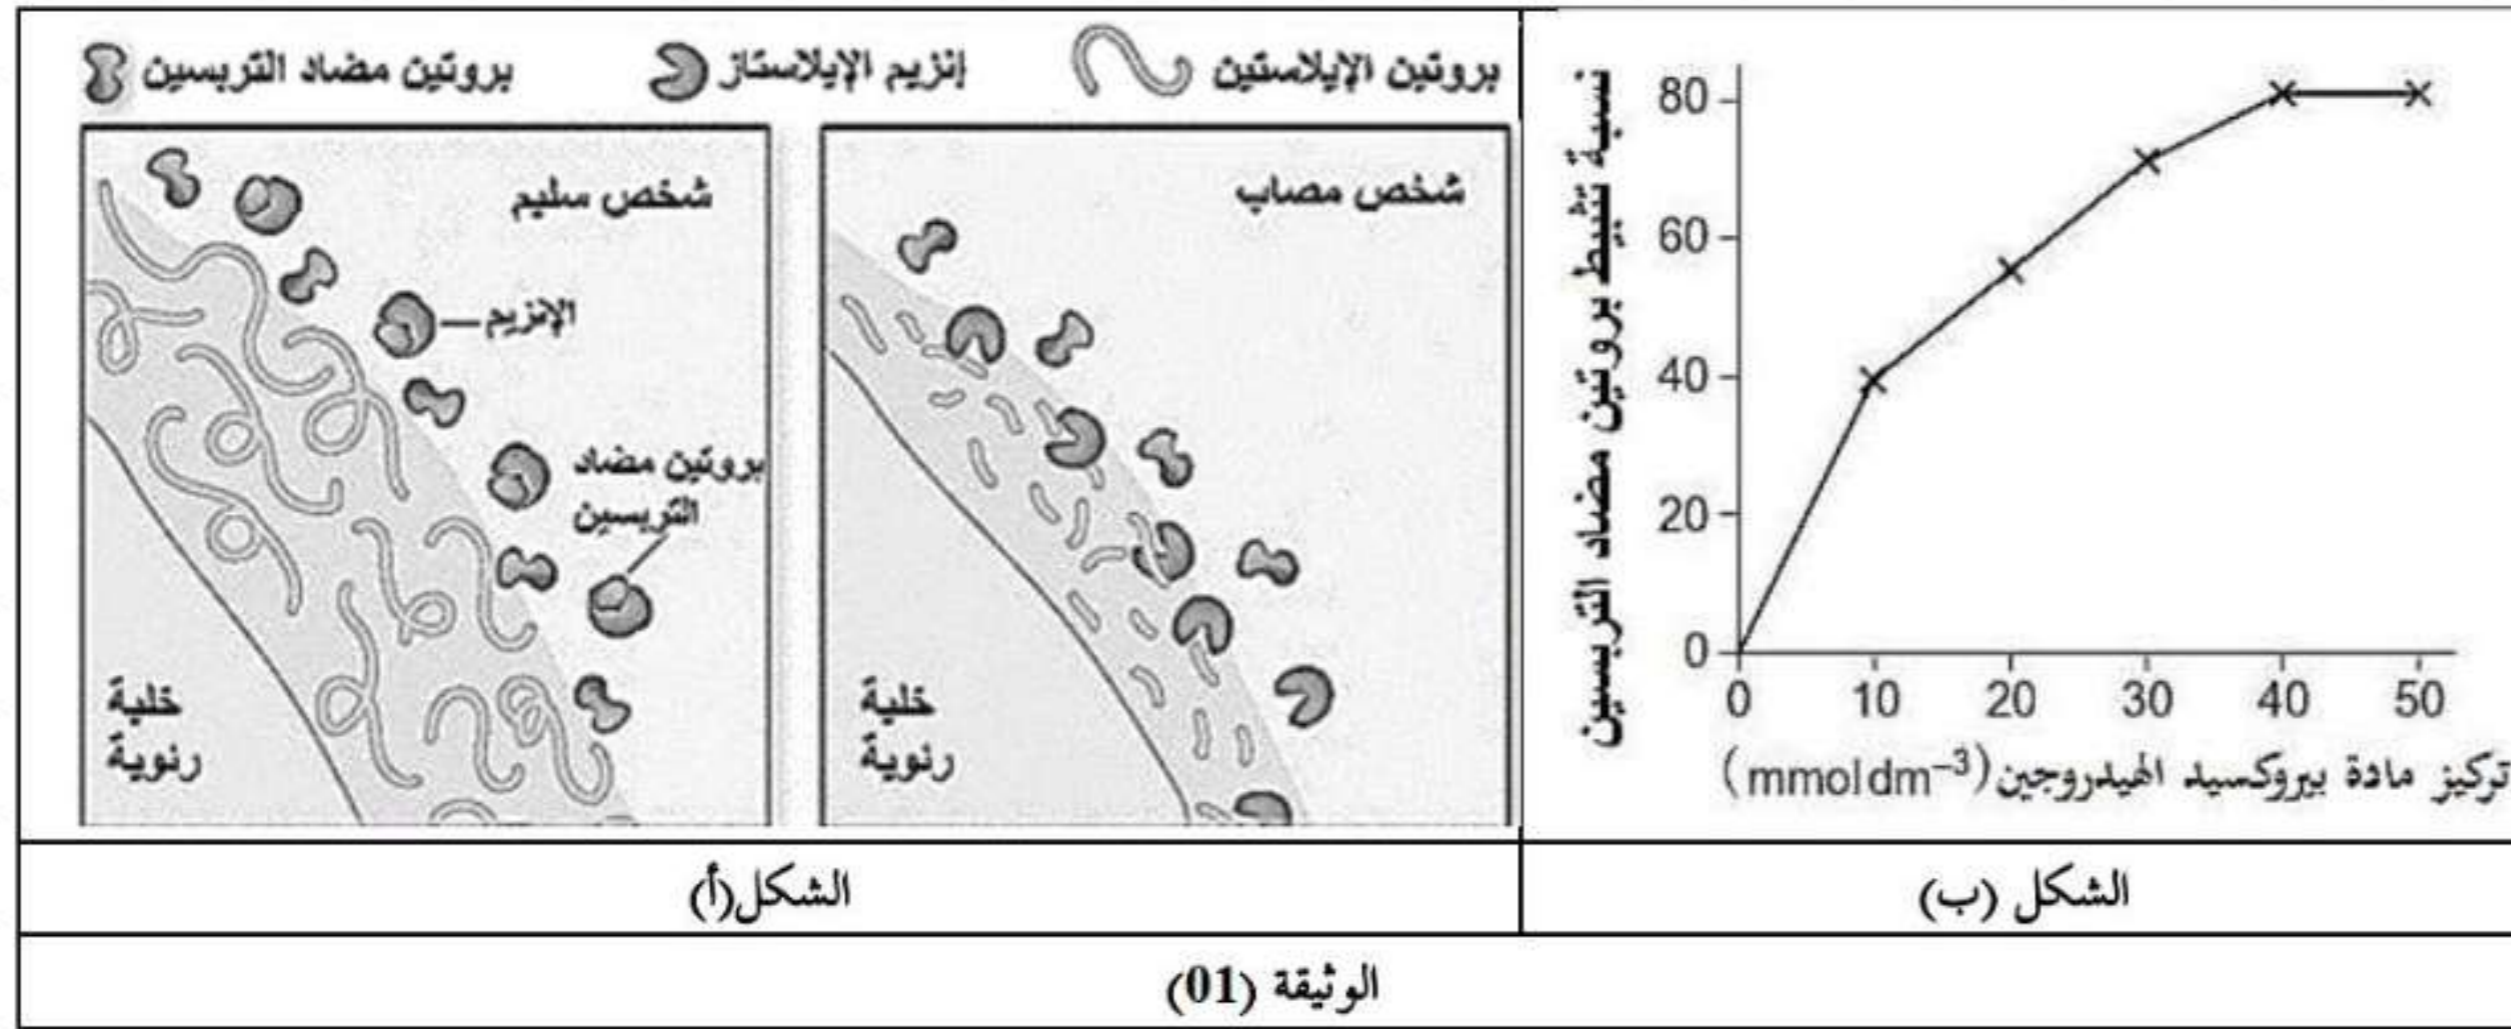 بروتين الإيلاستين
إنزيم الإيلاستاز
بروتين مضاد التربسين
شخص مصاب
خلية
رئوية
شخص سليم
الإنزيم
بروتين مضاد
التربسين
خلية
رئوية
نسبة تثبيط بروتين مضاد التربسين
80
60
40
20
0
0 10 20 30 40 50
تركيز مادة بيروكسيد الهيدروجين (mmol dm⁻³)
الشكل(أ)
الشكل (ب)
الوثيقة (01)